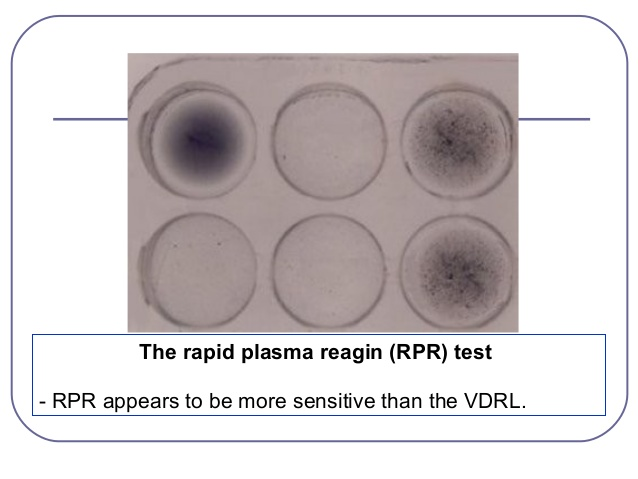 The rapid plasma reagin (RPR) test
- RPR appears to be more sensitive than the VDRL.